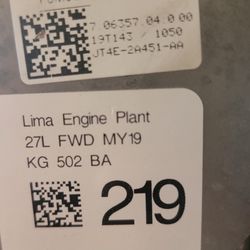 7 06357.04:0:00
19T143 / 1050
JT4E-2A451-AA
Lima Engine Plant
27L FWD MY19
KG 502 BA
219